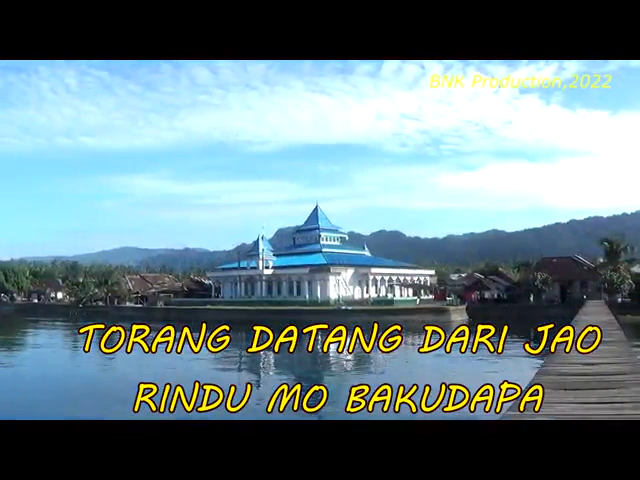 BNK Production,2022
TORANG DATANG DARI JAO
RINDU MO BAKUDAPA